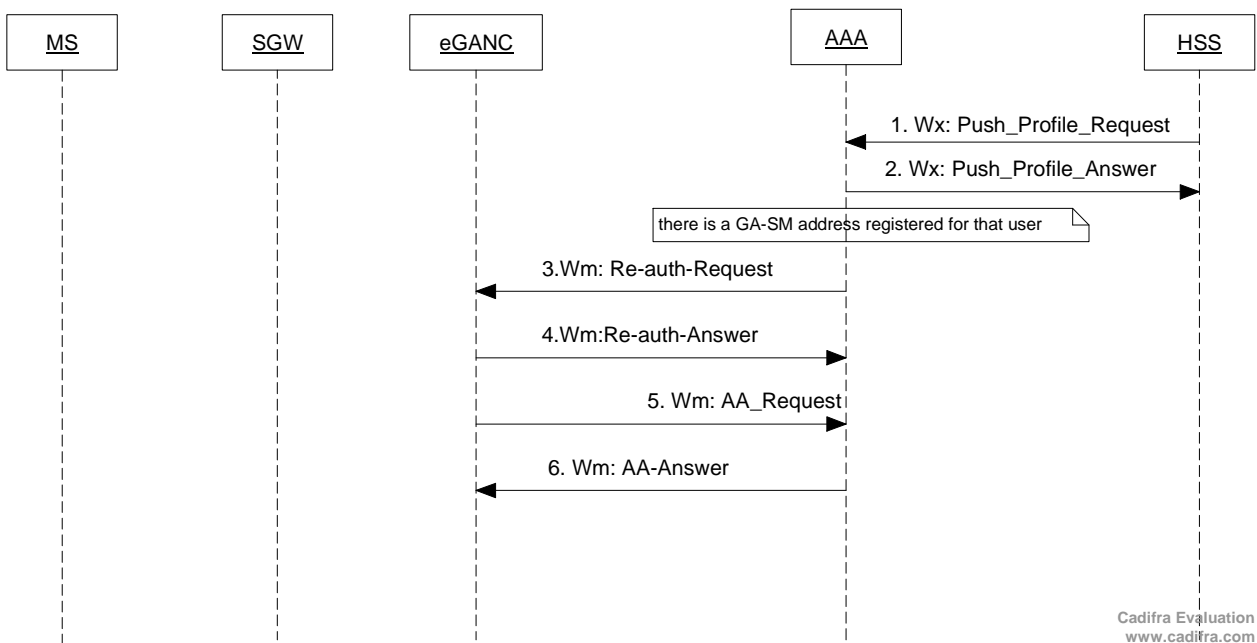 MS
SGW
eGANC
AAA
HSS
1. Wx: Push_Profile_Request
2. Wx: Push_Profile_Answer
there is a GA-SM address registered for that user
3.Wm: Re-auth-Request
4.Wm:Re-auth-Answer
5. Wm: AA_Request
6. Wm: AA-Answer
Cadifra Evaluation
www.cadifra.com